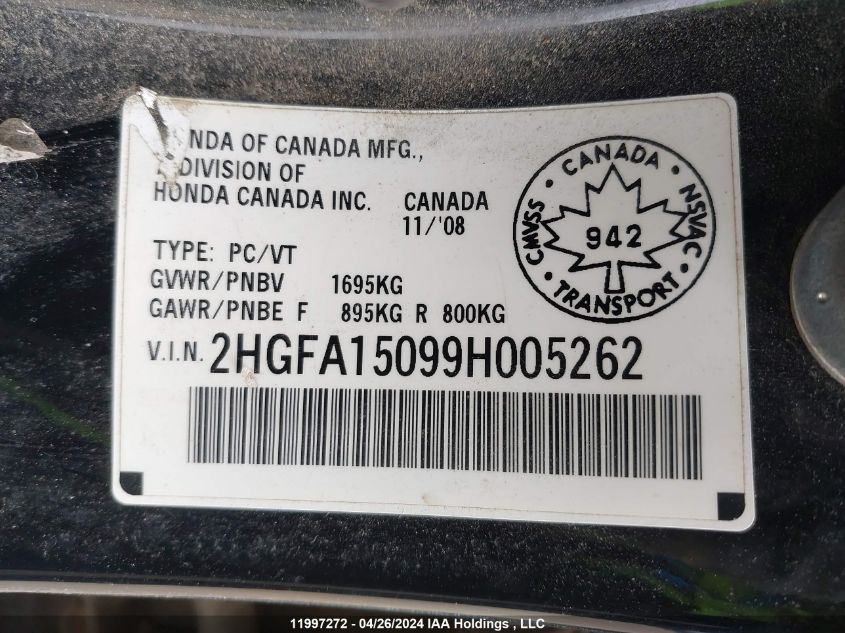 NDA OF CANADA MFG.,
DIVISION OF
HONDA CANADA INC. CANADA
11/'08
TYPE: PC/VT
GVWR/PNBV 1695KG
GAWR/PNBE F 895KG R 800KG
V.I.N. 2HGFA15099H005262
CMVSS · CANADA · NSVAC · TRANSPORT ·
942
11997272 - 04/26/2024 IAA Holdings , LLC